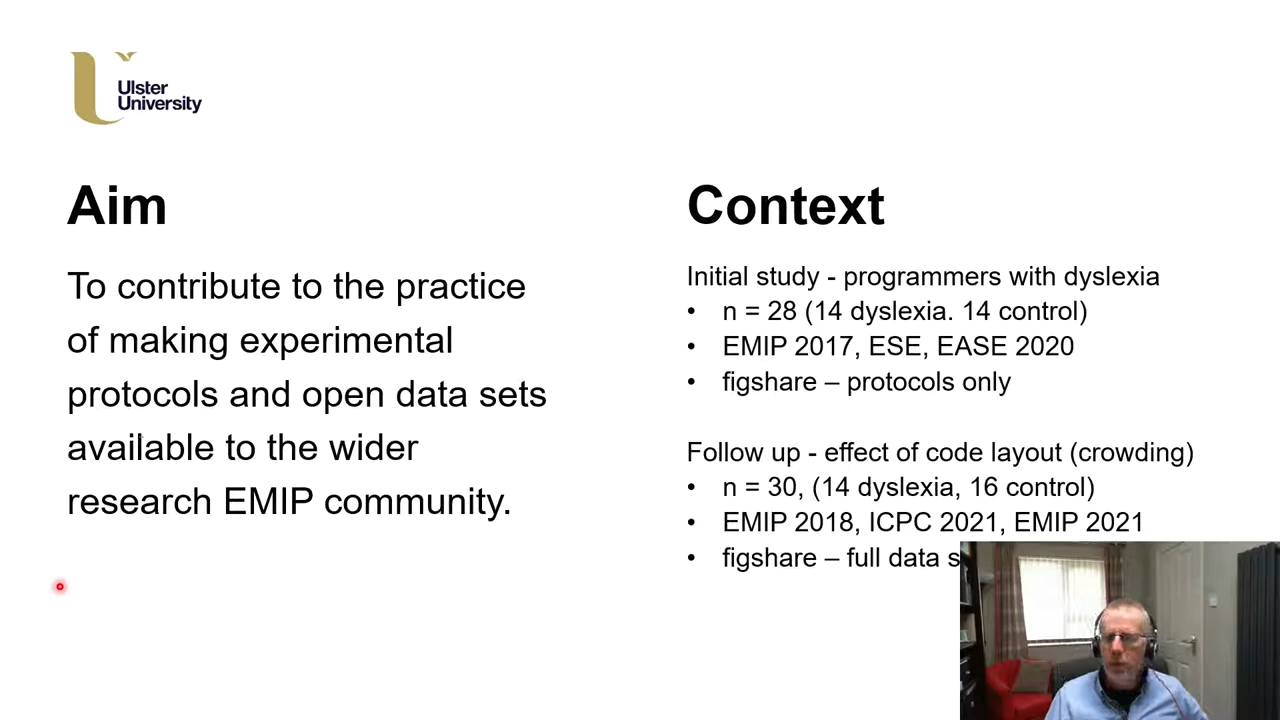 Ulster
University
Aim
To contribute to the practice
of making experimental
protocols and open data sets
available to the wider
research EMIP community.
Context
Initial study - programmers with dyslexia
• n = 28 (14 dyslexia. 14 control)
• EMIP 2017, ESE, EASE 2020
• figshare – protocols only
Follow up - effect of code layout (crowding)
• n = 30, (14 dyslexia, 16 control)
• EMIP 2018, ICPC 2021, EMIP 2021
• figshare – full data